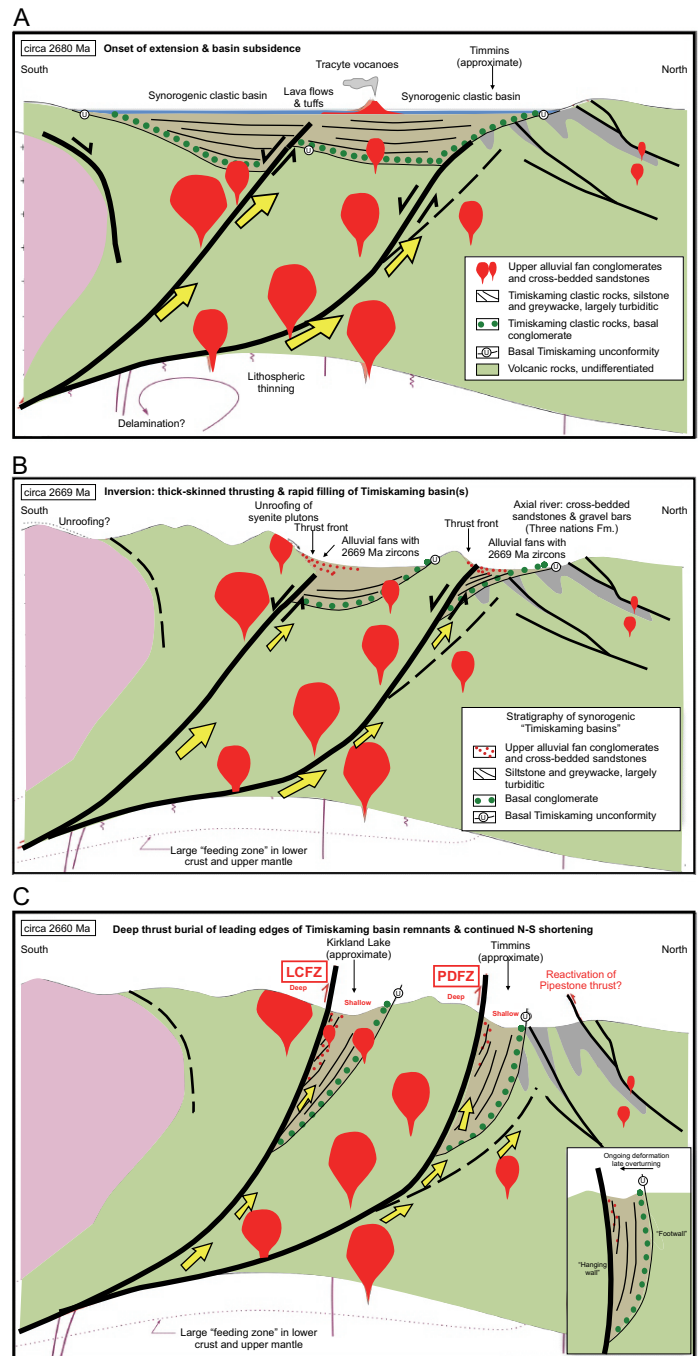 A
circa 2680 Ma Onset of extension & basin subsidence
South
North
Tracyte vocanoes
Timmins
(approximate)
Synorogenic clastic basin
Lava flows
& tuffs
Synorogenic clastic basin
U
U
U
Lithospheric
thinning
Delamination?
Upper alluvial fan conglomerates
and cross-bedded sandstones
Timiskaming clastic rocks, silstone
and greywacke, largely turbiditic
Timiskaming clastic rocks, basal
conglomerate
U Basal Timiskaming unconformity
Volcanic rocks, undifferentiated
B
circa 2669 Ma Inversion: thick-skinned thrusting & rapid filling of Timiskaming basin(s)
South
North
Unroofing?
Unroofing of
syenite plutons
Thrust front
Alluvial fans with
2669 Ma zircons
Thrust front
Axial river: cross-bedded
sandstones & gravel bars
(Three nations Fm.)
Alluvial fans with
2669 Ma zircons
U
U
Stratigraphy of synorogenic
"Timiskaming basins"
Upper alluvial fan conglomerates
and cross-bedded sandstones
Siltstone and greywacke, largely
turbiditic
Basal conglomerate
U Basal Timiskaming unconformity
Large "feeding zone" in lower
crust and upper mantle
C
circa 2660 Ma Deep thrust burial of leading edges of Timiskaming basin remnants & continued N-S shortening
South
North
Kirkland Lake
(approximate)
Timmins
(approximate)
LCFZ
Deep
Shallow
U
PDFZ
Deep
Shallow
U
Reactivation of
Pipestone thrust?
Ongoing deformation
late overturning
U
"Footwall"
"Hanging
wall"
Large "feeding zone" in lower
crust and upper mantle